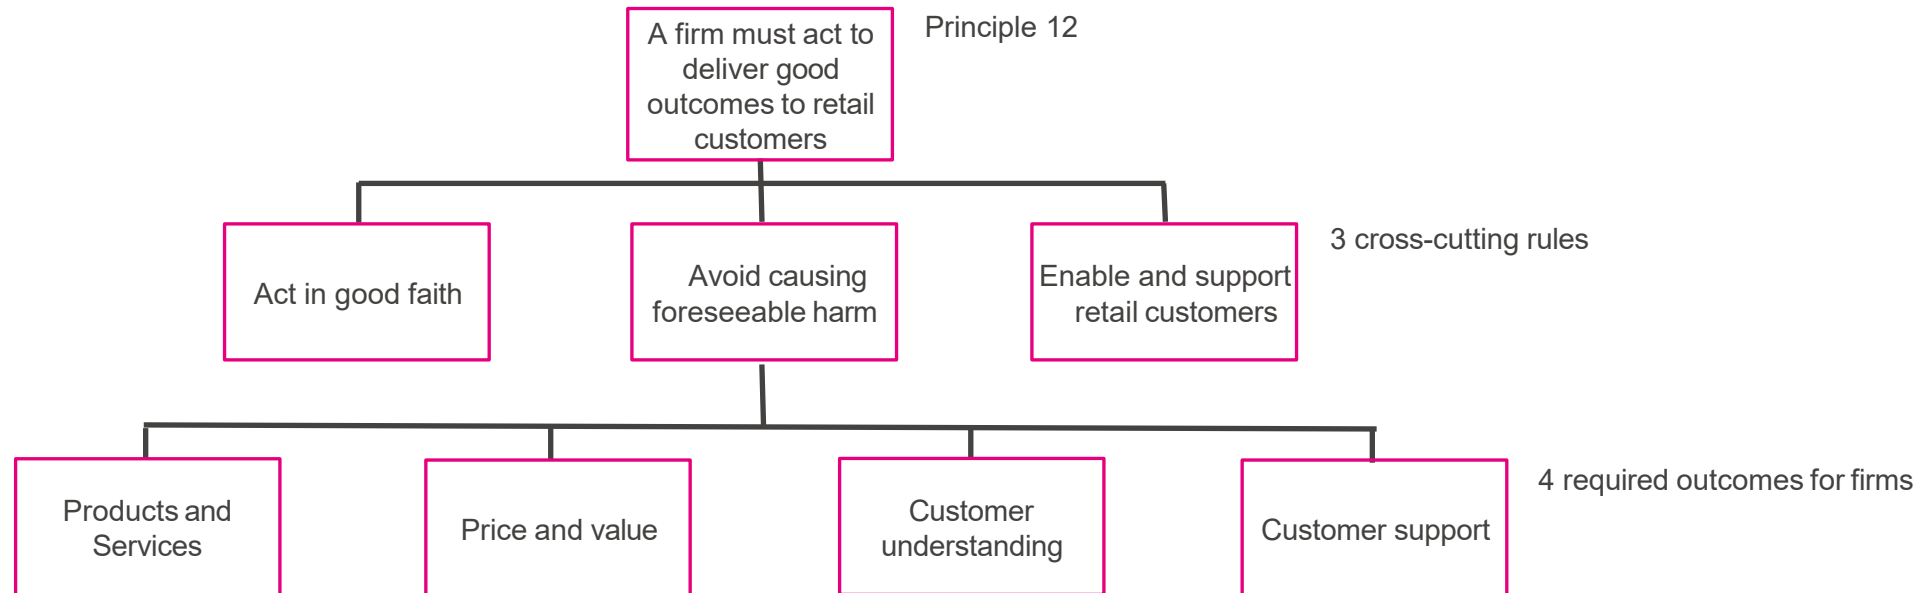 A firm must act to
deliver good
outcomes to retail
customers
Principle 12
Act in good faith
Avoid causing
foreseeable harm
Enable and support
retail customers
3 cross-cutting rules
Products and
Services
Price and value
Customer
understanding
Customer support
4 required outcomes for firms